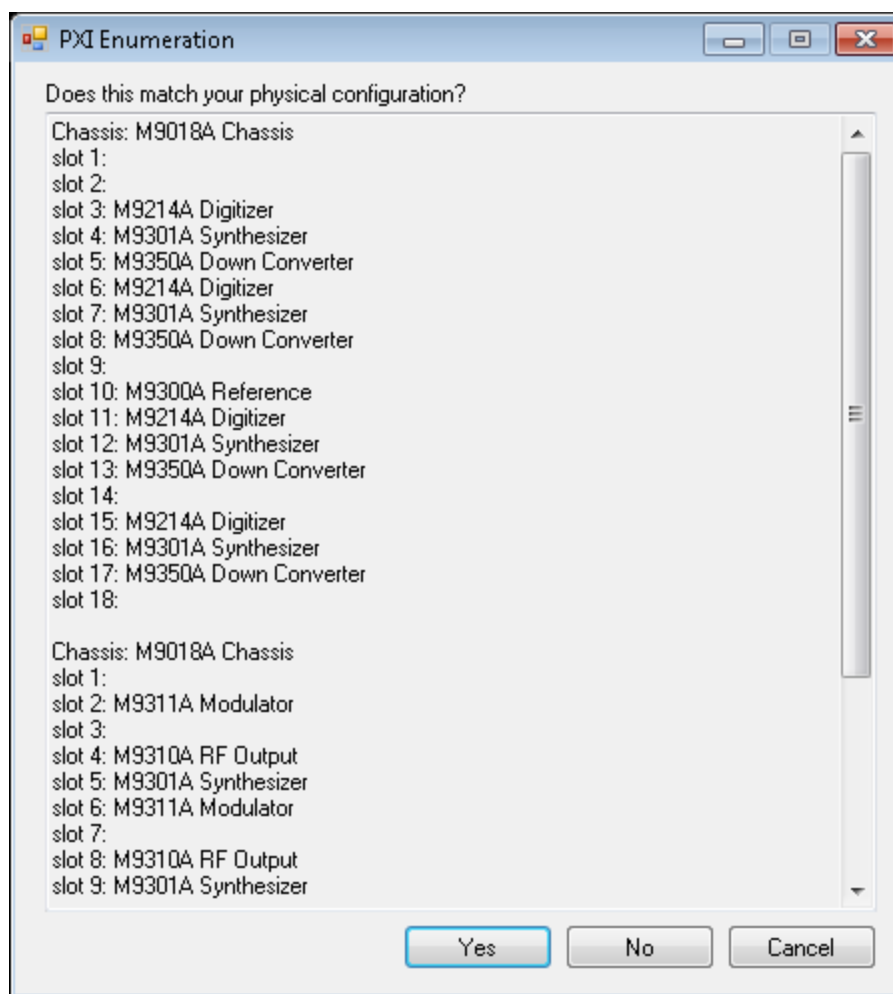 PXI Enumeration
Does this match your physical configuration?
Chassis: M9018A Chassis
slot 1:
slot 2:
slot 3: M9214A Digitizer
slot 4: M9301A Synthesizer
slot 5: M9350A Down Converter
slot 6: M9214A Digitizer
slot 7: M9301A Synthesizer
slot 8: M9350A Down Converter
slot 9:
slot 10: M9300A Reference
slot 11: M9214A Digitizer
slot 12: M9301A Synthesizer
slot 13: M9350A Down Converter
slot 14:
slot 15: M9214A Digitizer
slot 16: M9301A Synthesizer
slot 17: M9350A Down Converter
slot 18:
Chassis: M9018A Chassis
slot 1:
slot 2: M9311A Modulator
slot 3:
slot 4: M9310A RF Output
slot 5: M9301A Synthesizer
slot 6: M9311A Modulator
slot 7:
slot 8: M9310A RF Output
slot 9: M9301A Synthesizer
Yes No Cancel